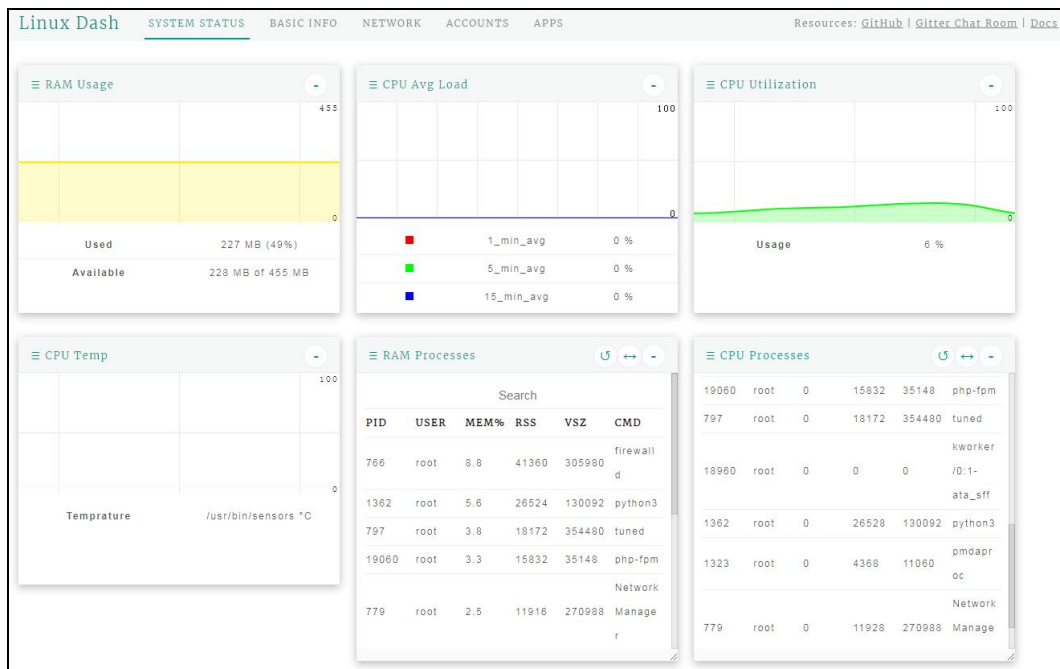 Linux Dash SYSTEM STATUS BASIC INFO NETWORK ACCOUNTS APPS Resources: GitHub | Gitter Chat Room | Docs
☰ RAM Usage -
455
0
Used 227 MB (49%)
Available 228 MB of 455 MB
☰ CPU Avg Load -
100
0
1_min_avg 0 %
5_min_avg 0 %
15_min_avg 0 %
☰ CPU Utilization -
100
0
Usage 6 %
☰ CPU Temp -
100
0
Temprature /usr/bin/sensors °C
☰ RAM Processes ↺ ↔ -
Search
PID USER MEM% RSS VSZ CMD
766 root 8.8 41360 305980 firewall
d
1362 root 5.6 26524 130092 python3
797 root 3.8 18172 354480 tuned
19060 root 3.3 15832 35148 php-fpm
779 root 2.5 11916 270988 Network
Manage
r
☰ CPU Processes ↺ ↔ -
19060 root 0 15832 35148 php-fpm
797 root 0 18172 354480 tuned
18960 root 0 0 0 kworker
/0:1-
ata_sff
1362 root 0 26528 130092 python3
1323 root 0 4368 11060 pmdapr
oc
779 root 0 11928 270988 Network
Manage